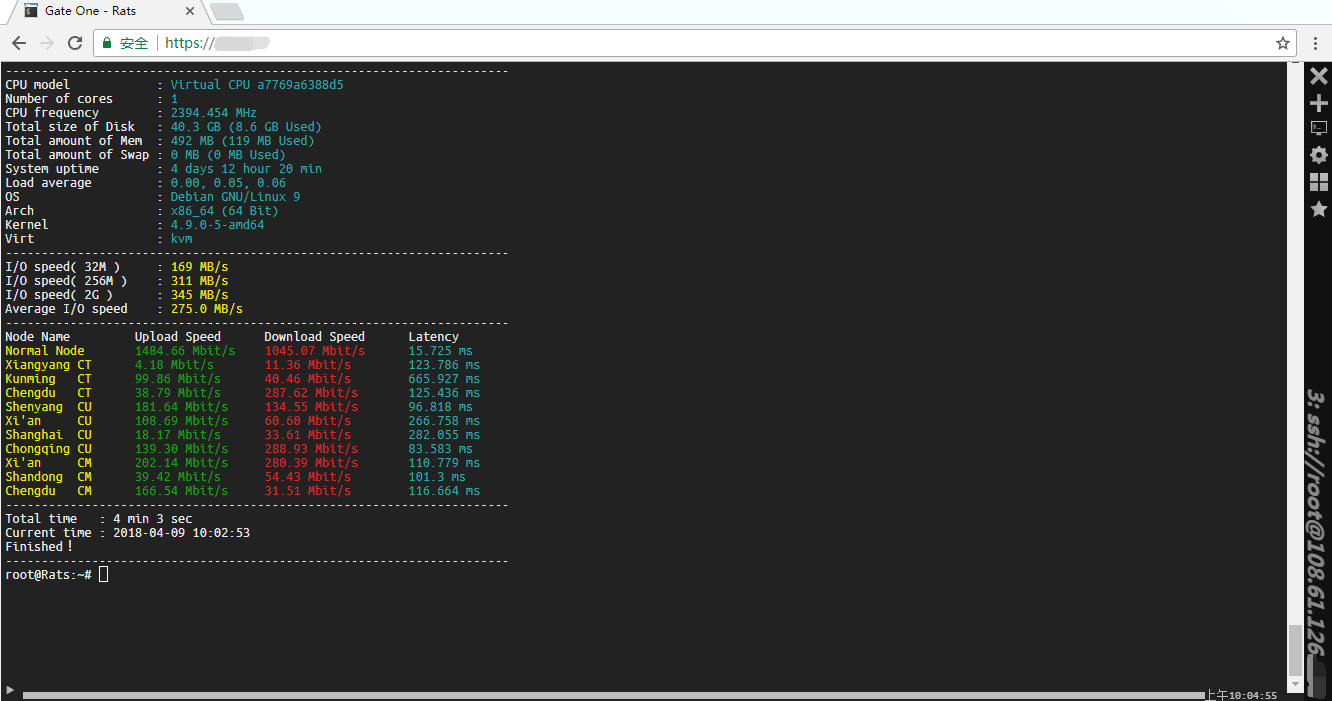 Gate One - Rats
安全 https://
-----------------------------------------------------------------------
CPU model : Virtual CPU a7769a6388d5
Number of cores : 1
CPU frequency : 2394.454 MHz
Total size of Disk : 40.3 GB (8.6 GB Used)
Total amount of Mem : 492 MB (119 MB Used)
Total amount of Swap : 0 MB (0 MB Used)
System uptime : 4 days 12 hour 20 min
Load average : 0.00, 0.05, 0.06
OS : Debian GNU/Linux 9
Arch : x86_64 (64 Bit)
Kernel : 4.9.0-5-amd64
Virt : kvm
-----------------------------------------------------------------------
I/O speed( 32M ) : 169 MB/s
I/O speed( 256M ) : 311 MB/s
I/O speed( 2G ) : 345 MB/s
Average I/O speed : 275.0 MB/s
-----------------------------------------------------------------------
Node Name Upload Speed Download Speed Latency
Normal Node 1484.66 Mbit/s 1045.07 Mbit/s 15.725 ms
Xiangyang CT 4.18 Mbit/s 11.36 Mbit/s 123.786 ms
Kunming CT 99.86 Mbit/s 40.46 Mbit/s 665.927 ms
Chengdu CT 38.79 Mbit/s 287.62 Mbit/s 125.436 ms
Shenyang CU 181.64 Mbit/s 134.55 Mbit/s 96.818 ms
Xi'an CU 108.69 Mbit/s 60.60 Mbit/s 266.758 ms
Shanghai CU 18.17 Mbit/s 33.61 Mbit/s 282.055 ms
Chongqing CU 139.30 Mbit/s 288.93 Mbit/s 83.583 ms
Xi'an CM 202.14 Mbit/s 280.39 Mbit/s 110.779 ms
Shandong CM 39.42 Mbit/s 54.43 Mbit/s 101.3 ms
Chengdu CM 166.54 Mbit/s 31.51 Mbit/s 116.664 ms
-----------------------------------------------------------------------
Total time : 4 min 3 sec
Current time : 2018-04-09 10:02:53
Finished！
-----------------------------------------------------------------------
root@Rats:~#
3: ssh://root@108.61.126
上午10:04:55